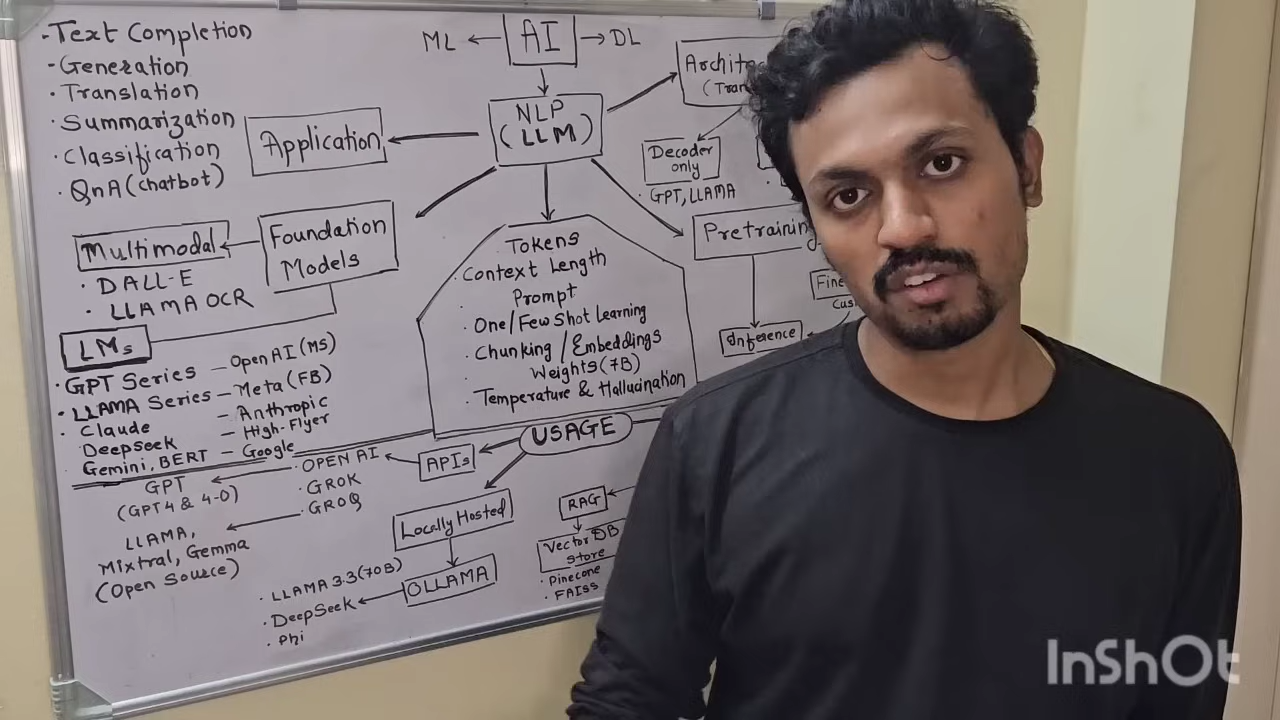 · Text Completion
- Generation
· Translation
· Summarization
· Classification
· QnA (chatbot)
ML
AI
DL
NLP
(LLM)
Application
Decoder
only
· GPT, LLAMA
Pretraining
Inference
Foundation
Models
Multimodal
· DALL-E
· LLAMA OCR
LMs
· GPT Series – Open AI (MS)
· LLAMA Series – Meta (FB)
· Claude – Anthropic
DeepSeek – High-Flyer
Gemini, BERT – Google
Tokens
· Context Length
Prompt
· One/Few Shot Learning
· Chunking / Embeddings
· Weights (7B)
· Temperature & Hallucination
USAGE
APIs
· OPEN AI
· GROK
· GROQ
GPT
(GPT4 & 4-0)
LLAMA,
Mixtral, Gemma
(Open Source)
Locally Hosted
OLLAMA
· LLAMA 3.3 (70B)
· DeepSeek
· Phi
RAG
Vector DB
store
· Pinecone
· FAISS
InShOt